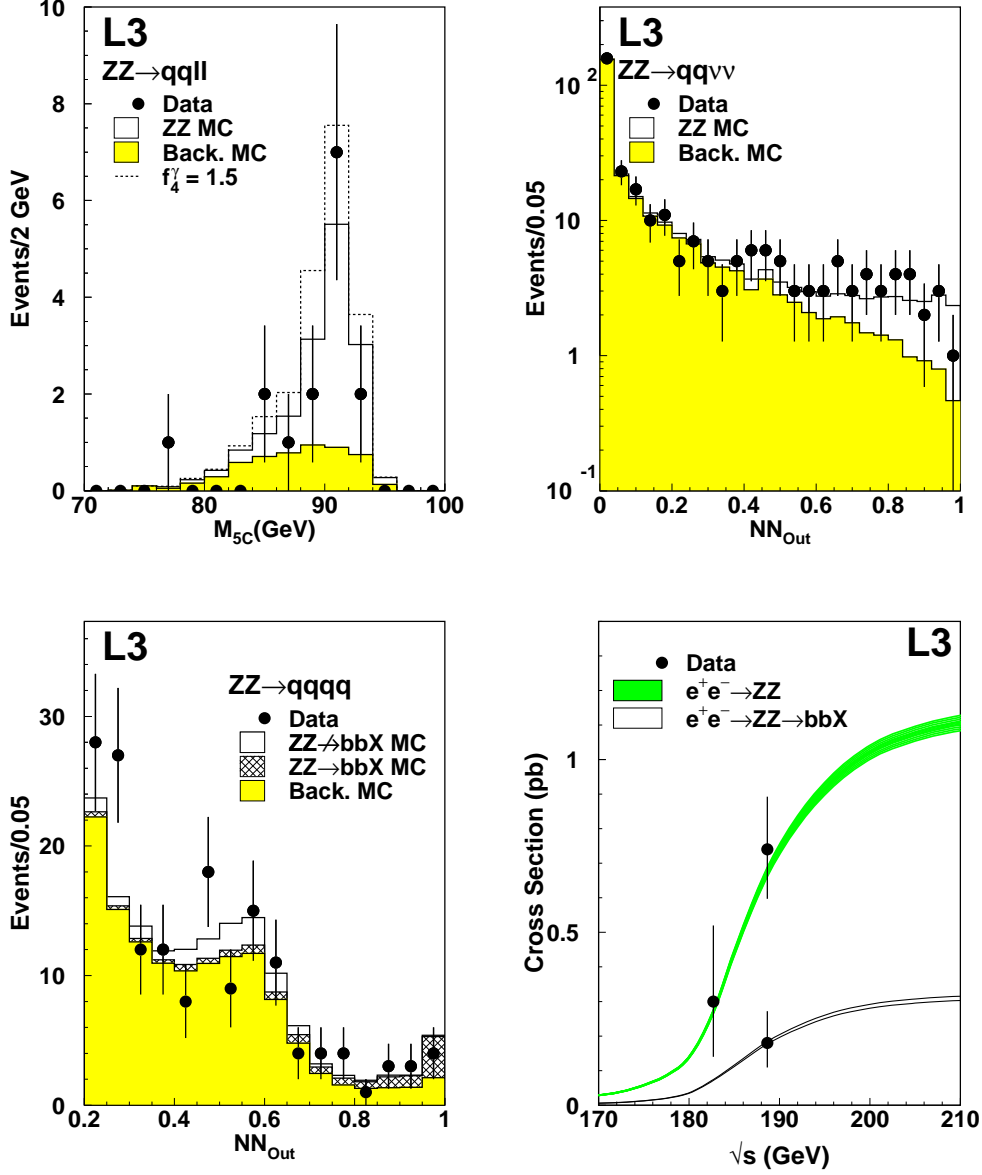 L3
ZZ→qqll
Data
ZZ MC
Back. MC
f₄^γ = 1.5
Events/2 GeV
10
8
6
4
2
0
70 80 90 100
M₅C(GeV)
L3
ZZ→qqνν
Data
ZZ MC
Back. MC
Events/0.05
10²
10
1
10⁻¹
0 0.2 0.4 0.6 0.8 1
NN_Out
L3
ZZ→qqqq
Data
ZZ↛bbX MC
ZZ→bbX MC
Back. MC
Events/0.05
30
20
10
0
0.2 0.4 0.6 0.8 1
NN_Out
L3
Data
e⁺e⁻→ZZ
e⁺e⁻→ZZ→bbX
Cross Section (pb)
1
0.5
0
170 180 190 200 210
√s (GeV)